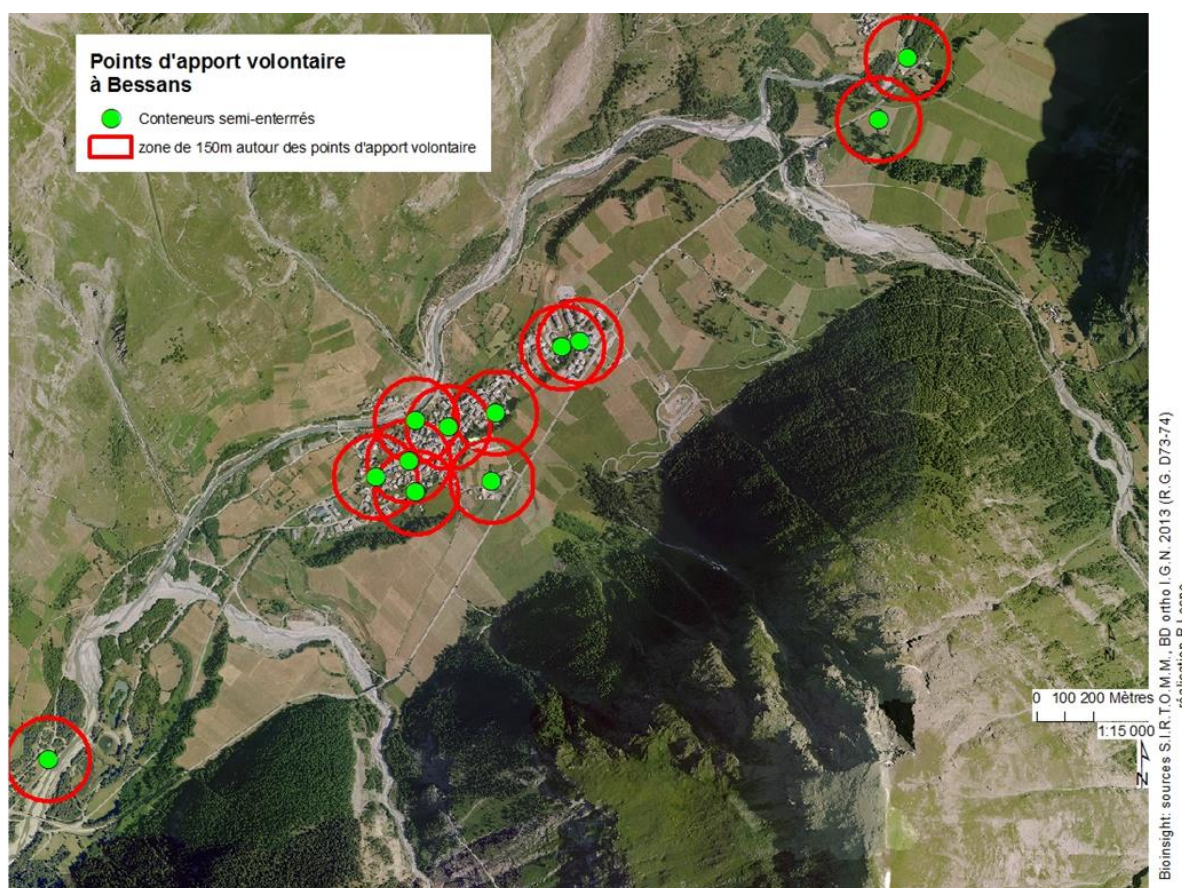 Points d'apport volontaire
à Bessans
Conteneurs semi-enterrrés
zone de 150m autour des points d'apport volontaire
0 100 200 Mètres
1:15 000
N
Bioinsight: sources S.I.R.T.O.M.M., BD ortho I.G.N. 2013 (R.G. D73-74)